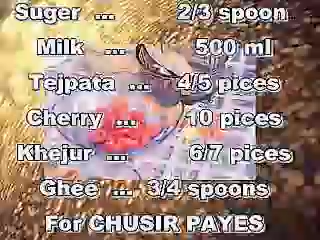 Suger ... 2/3 spoon
Milk ... 500 ml
Tejpata ... 4/5 pices
Cherry ... 10 pices
Khejur ... 6/7 pices
Ghee ... 3/4 spoons
For CHUSIR PAYES